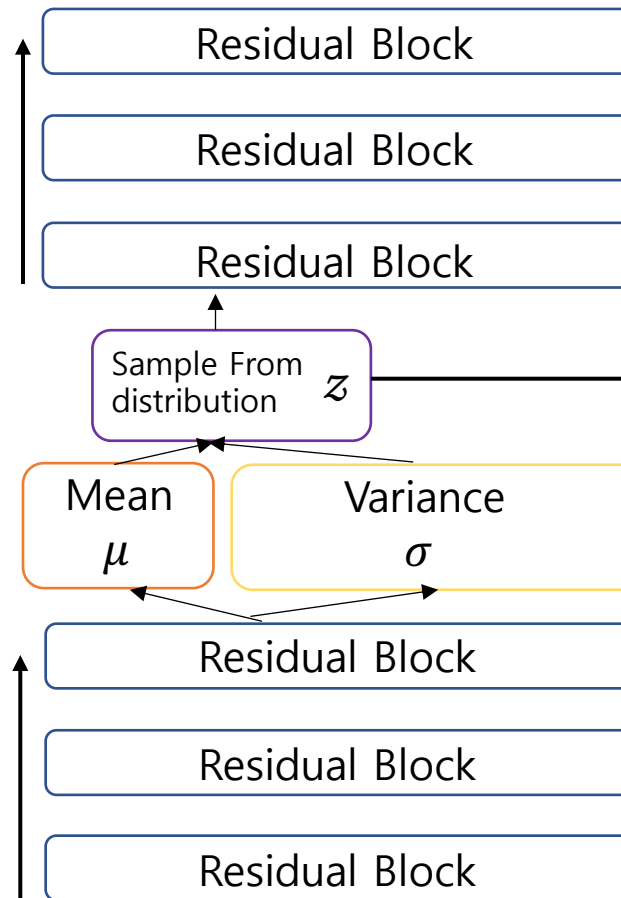 Residual Block
Residual Block
Residual Block
Sample From
distribution z
Mean
μ
Variance
σ
Residual Block
Residual Block
Residual Block